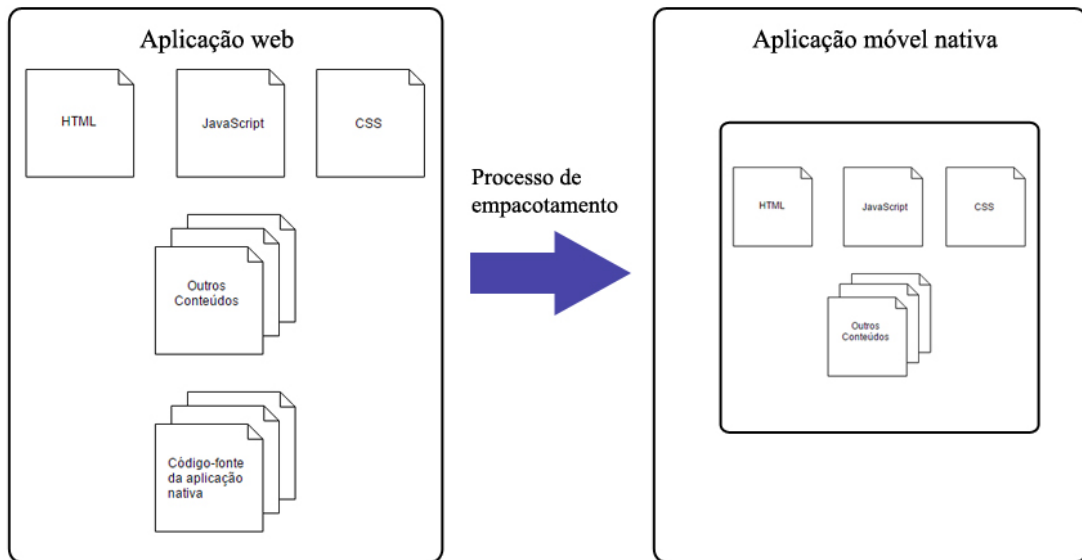 Aplicação web
HTML
JavaScript
CSS
Outros
Conteúdos
Código-fonte
da aplicação
nativa
Processo de
empacotamento
Aplicação móvel nativa
HTML
JavaScript
CSS
Outros
Conteúdos